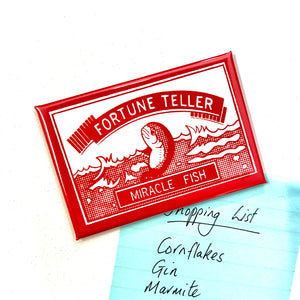 FORTUNE TELLER
MIRACLE FISH
Shopping List
Cornflakes
Gin
Marmite